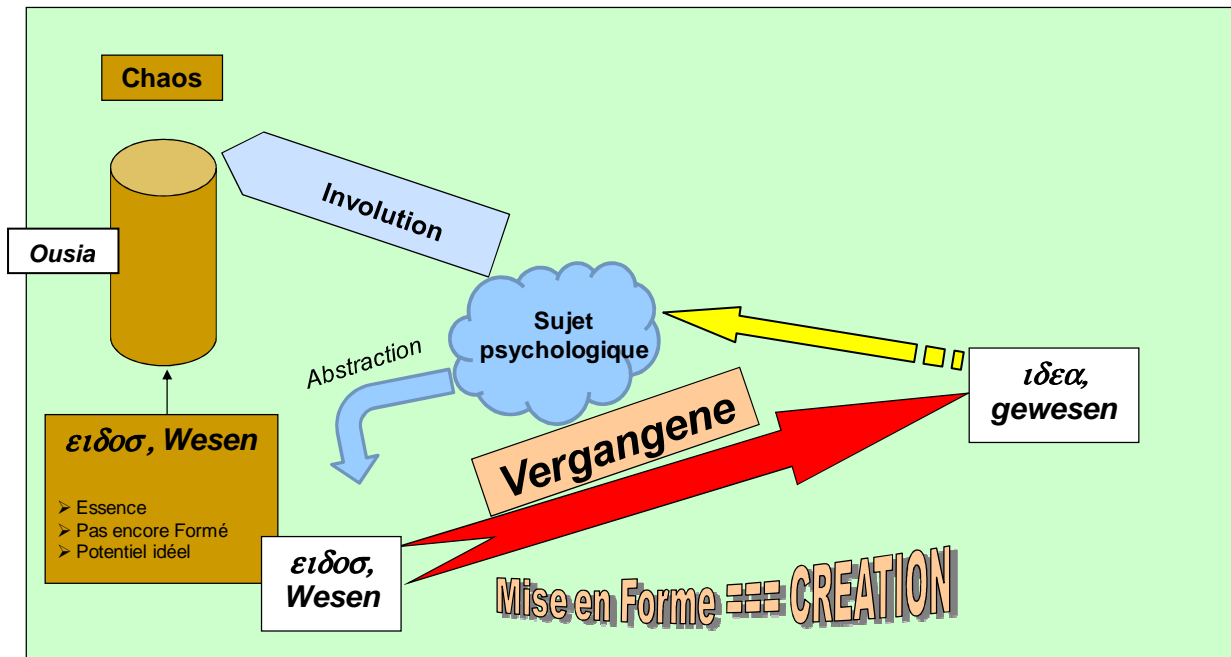 Chaos
Involution
Ousia
Sujet
psychologique
Abstraction
ιδεα,
gewesen
Vergangene
ειδοσ, Wesen
➢ Essence
➢ Pas encore Formé
➢ Potentiel idéel
ειδοσ,
Wesen
Mise en Forme === CREATION